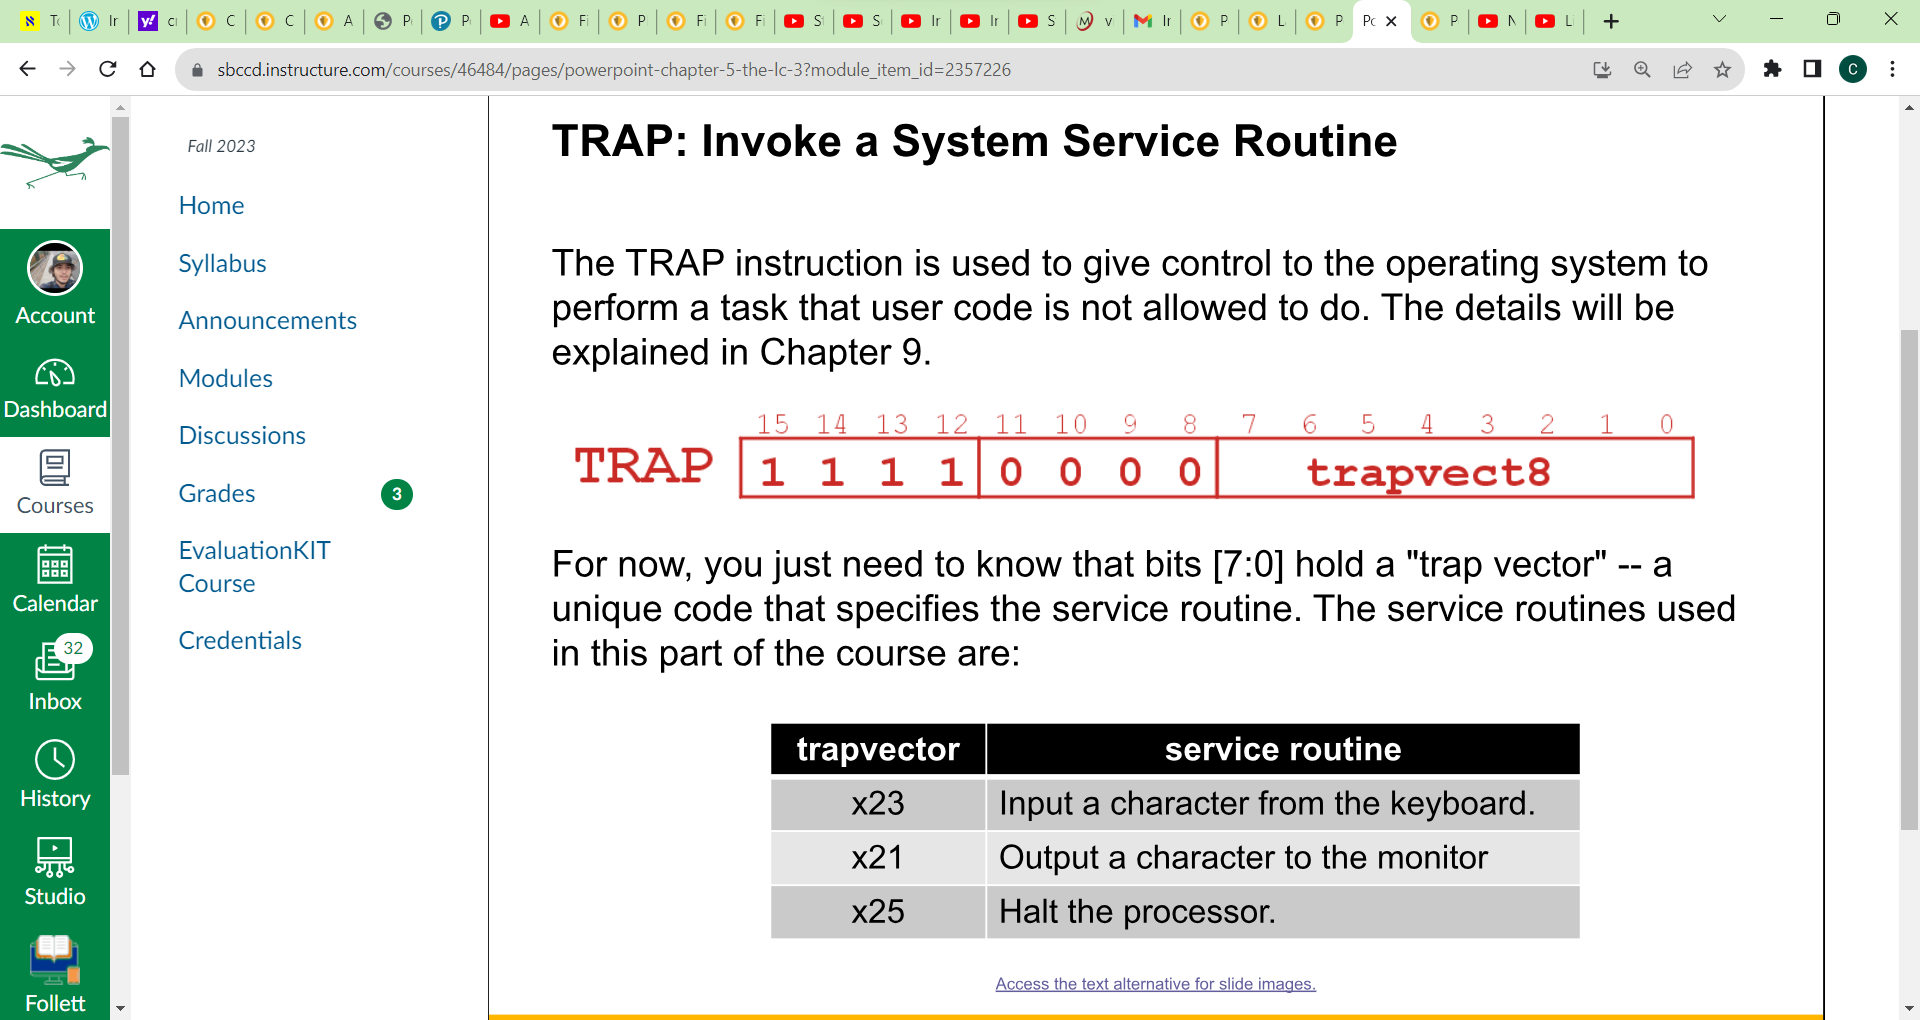 sbccd.instructure.com/courses/46484/pages/powerpoint-chapter-5-the-lc-3?module_item_id=2357226
C
Account
Dashboard
Courses
Calendar
32
Inbox
History
Studio
Follett
Fall 2023
Home
Syllabus
Announcements
Modules
Discussions
Grades
3
EvaluationKIT
Course
Credentials
TRAP: Invoke a System Service Routine
The TRAP instruction is used to give control to the operating system to
perform a task that user code is not allowed to do. The details will be
explained in Chapter 9.
15 14 13 12 11 10 9 8 7 6 5 4 3 2 1 0
TRAP 1 1 1 1 0 0 0 0 trapvect8
For now, you just need to know that bits [7:0] hold a "trap vector" -- a
unique code that specifies the service routine. The service routines used
in this part of the course are:
trapvector service routine
x23 Input a character from the keyboard.
x21 Output a character to the monitor
x25 Halt the processor.
Access the text alternative for slide images.